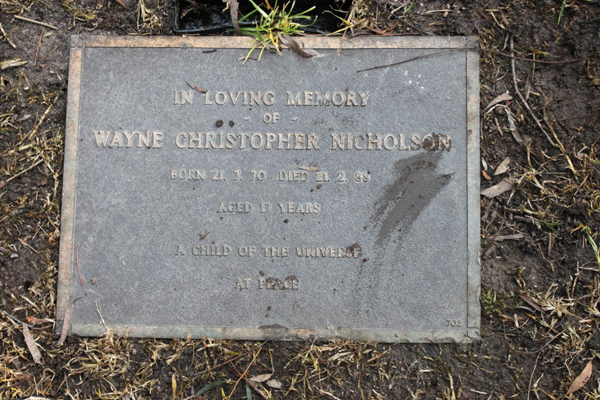 IN LOVING MEMORY
- OF -
WAYNE CHRISTOPHER NICHOLSON
BORN 21. 7. 70 DIED 21. 2. 88
AGED 17 YEARS
A CHILD OF THE UNIVERSE
AT PEACE
702